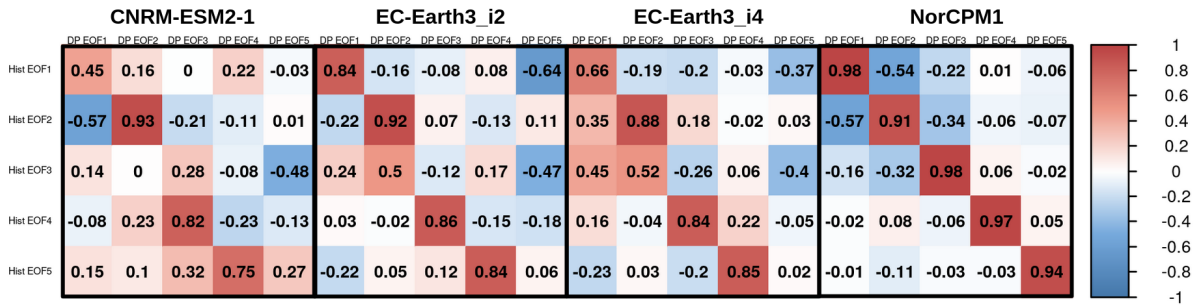 CNRM-ESM2-1 EC-Earth3_i2 EC-Earth3_i4 NorCPM1
DP EOF1 DP EOF2 DP EOF3 DP EOF4 DP EOF5 DP EOF1 DP EOF2 DP EOF3 DP EOF4 DP EOF5 DP EOF1 DP EOF2 DP EOF3 DP EOF4 DP EOF5 DP EOF1 DP EOF2 DP EOF3 DP EOF4 DP EOF5
Hist EOF1 0.45 0.16 0 0.22 -0.03 0.84 -0.16 -0.08 0.08 -0.64 0.66 -0.19 -0.2 -0.03 -0.37 0.98 -0.54 -0.22 0.01 -0.06
Hist EOF2 -0.57 0.93 -0.21 -0.11 0.01 -0.22 0.92 0.07 -0.13 0.11 0.35 0.88 0.18 -0.02 0.03 -0.57 0.91 -0.34 -0.06 -0.07
Hist EOF3 0.14 0 0.28 -0.08 -0.48 0.24 0.5 -0.12 0.17 -0.47 0.45 0.52 -0.26 0.06 -0.4 -0.16 -0.32 0.98 0.06 -0.02
Hist EOF4 -0.08 0.23 0.82 -0.23 -0.13 0.03 -0.02 0.86 -0.15 -0.18 0.16 -0.04 0.84 0.22 -0.05 -0.02 0.08 -0.06 0.97 0.05
Hist EOF5 0.15 0.1 0.32 0.75 0.27 -0.22 0.05 0.12 0.84 0.06 -0.23 0.03 -0.2 0.85 0.02 -0.01 -0.11 -0.03 -0.03 0.94
1
0.8
0.6
0.4
0.2
0
-0.2
-0.4
-0.6
-0.8
-1